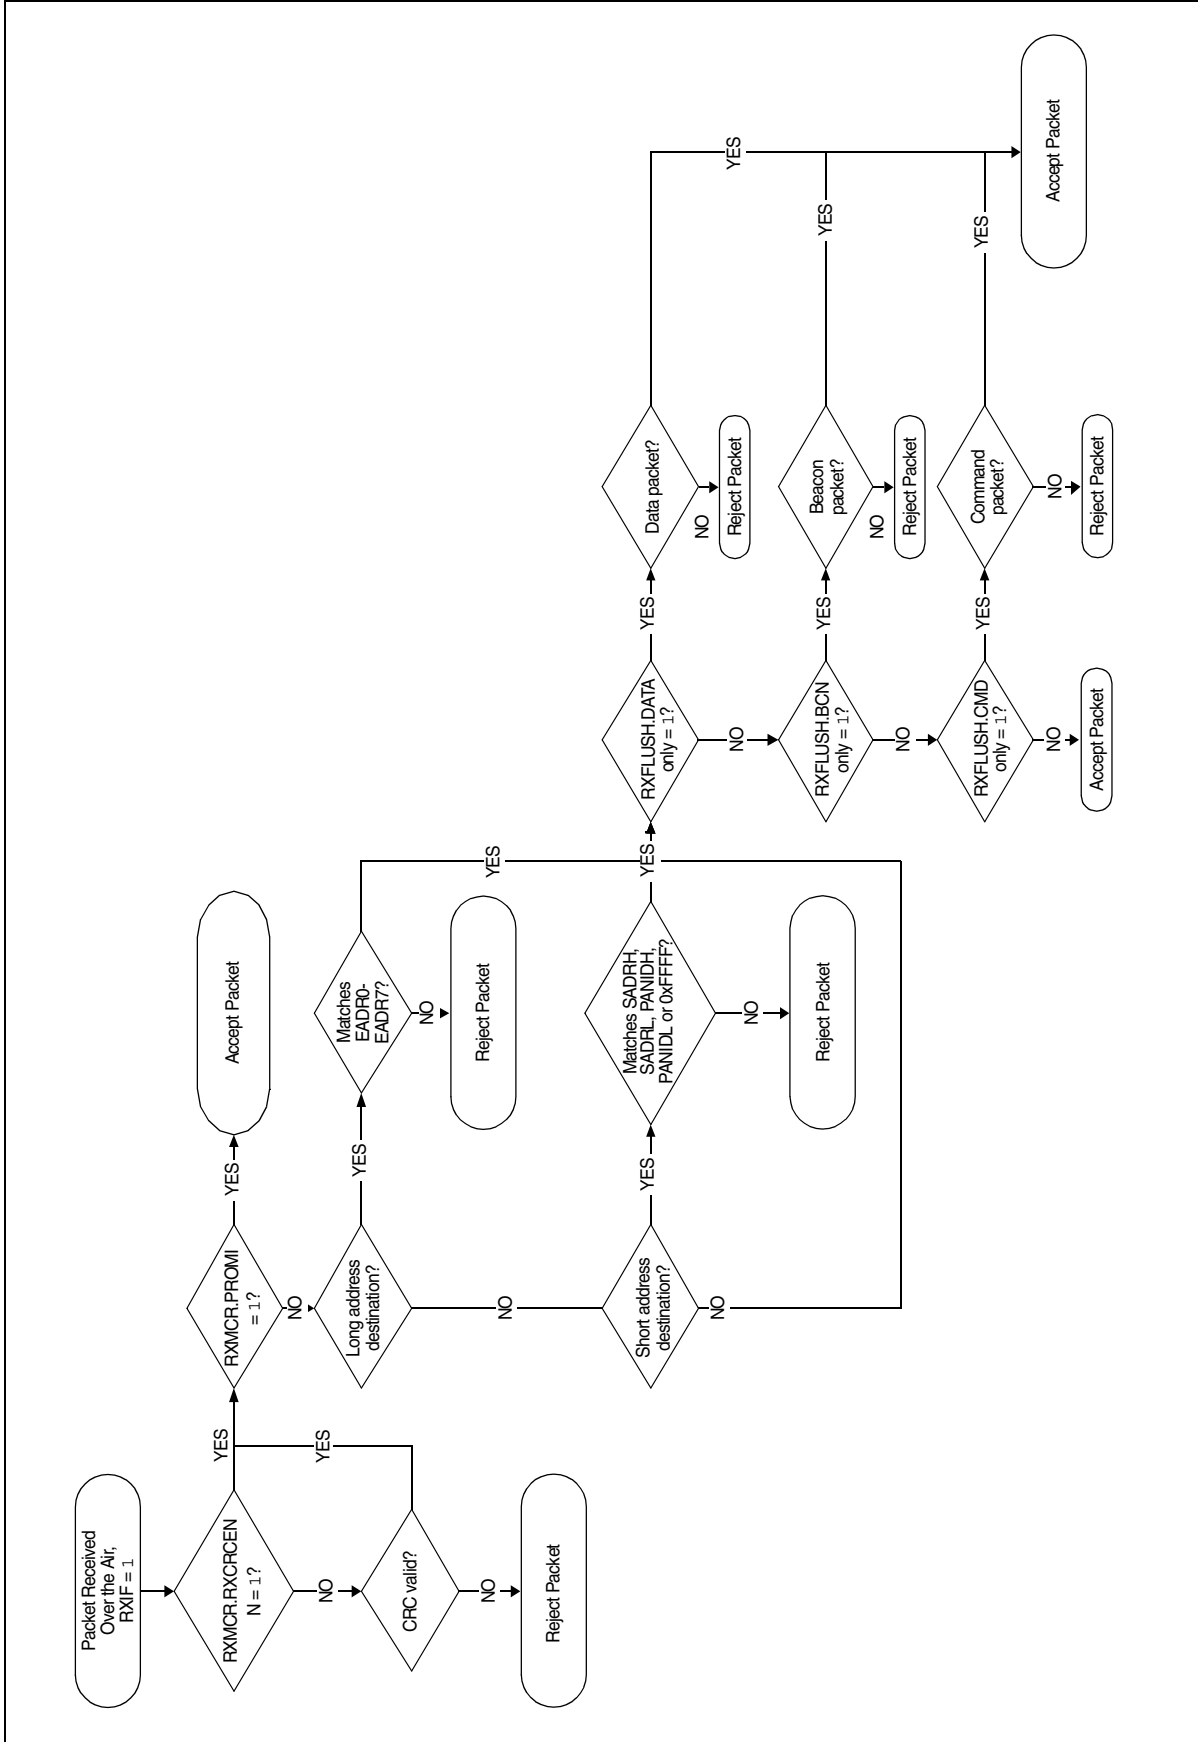 Packet Received
Over the Air,
RXIF = 1
RXMCR.RXCRCEN
N = 1?
YES
NO
CRC valid?
YES
NO
Reject Packet
RXMCR.PROMI
= 1?
YES
Accept Packet
NO
Long address
destination?
YES
Matches
EADR0-
EADR7?
YES
NO
Reject Packet
NO
Short address
destination?
YES
Matches SADRH,
SADRL, PANIDH,
PANIDL or 0xFFFF?
YES
NO
Reject Packet
NO
RXFLUSH.DATA
only = 1?
YES
Data packet?
YES
NO
Reject Packet
NO
RXFLUSH.BCN
only = 1?
YES
Beacon
packet?
YES
NO
Reject Packet
NO
RXFLUSH.CMD
only = 1?
YES
Command
packet?
YES
NO
Reject Packet
NO
Accept Packet
Accept Packet